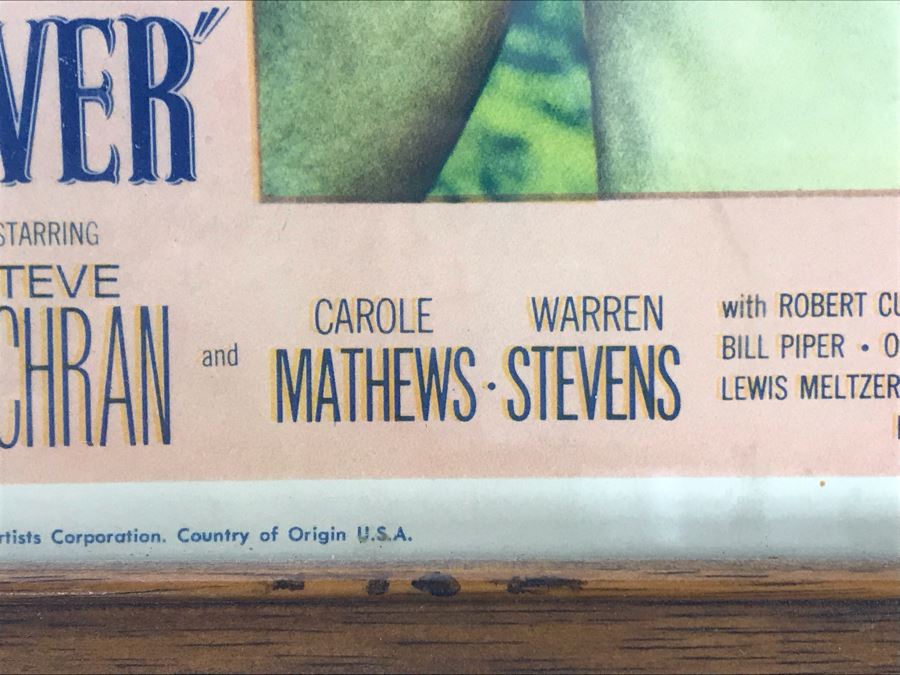 VER"
STARRING
TEVE
CHRAN
and
CAROLE WARREN
MATHEWS · STEVENS
with ROBERT CU
BILL PIPER · O
LEWIS MELTZER
rtists Corporation. Country of Origin U.S.A.